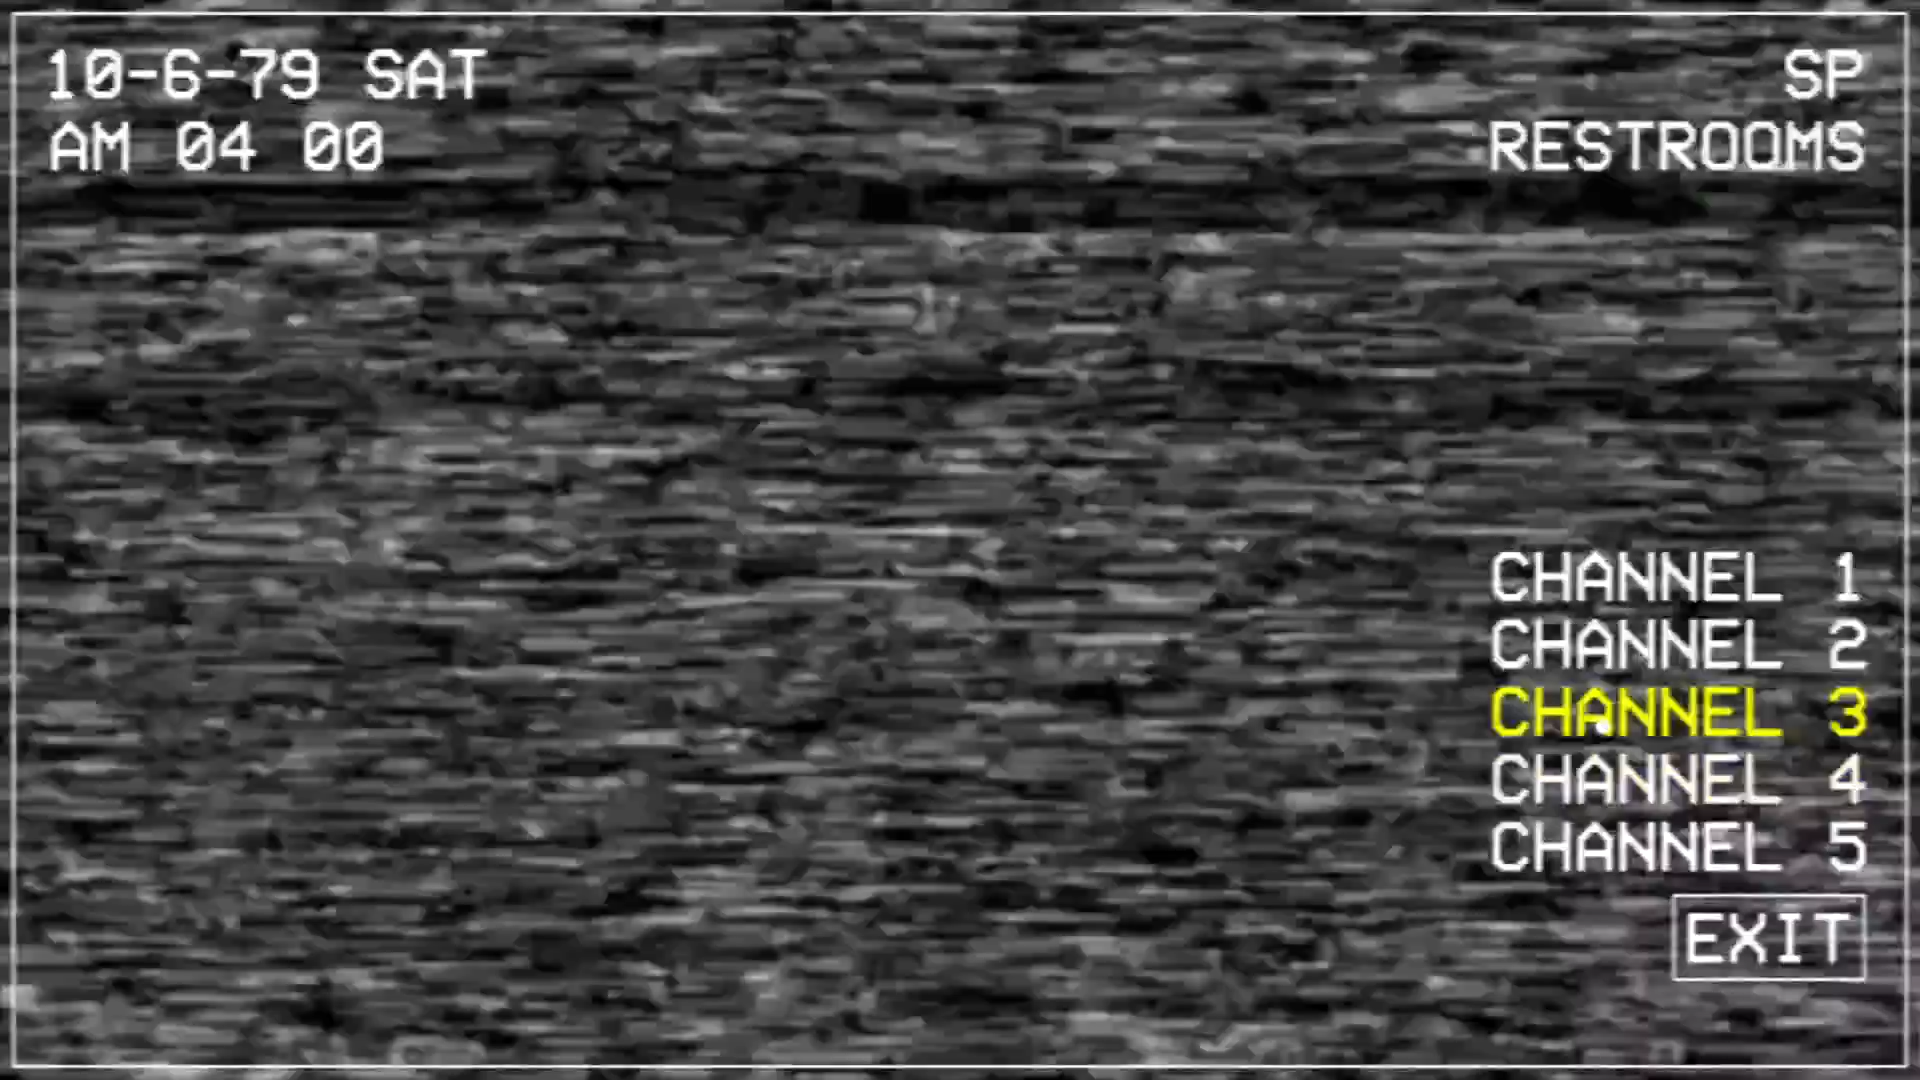 10-6-79 SAT
AM 04 00
SP
RESTROOMS
CHANNEL 1
CHANNEL 2
CHANNEL 3
CHANNEL 4
CHANNEL 5
EXIT